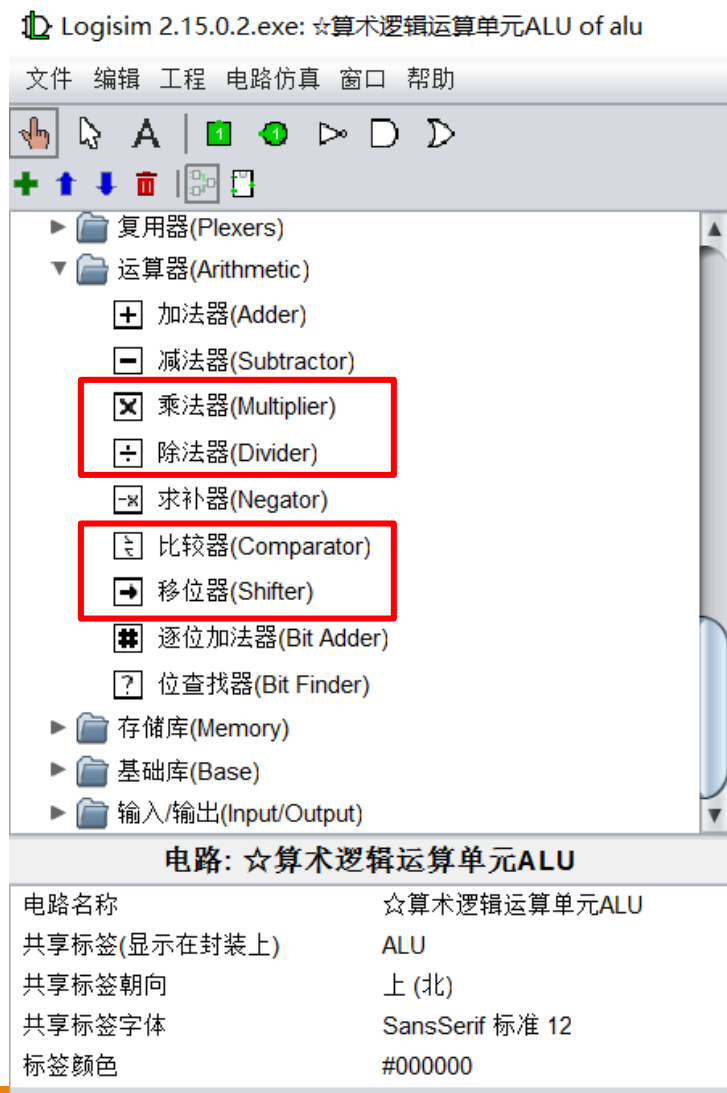 Logisim 2.15.0.2.exe: ☆算术逻辑运算单元ALU of alu
文件 编辑 工程 电路仿真 窗口 帮助
A 1 1
复用器(Plexers)
运算器(Arithmetic)
加法器(Adder)
减法器(Subtractor)
乘法器(Multiplier)
除法器(Divider)
-x 求补器(Negator)
比较器(Comparator)
移位器(Shifter)
# 逐位加法器(Bit Adder)
? 位查找器(Bit Finder)
存储库(Memory)
基础库(Base)
输入/输出(Input/Output)
电路: ☆算术逻辑运算单元ALU
电路名称 ☆算术逻辑运算单元ALU
共享标签(显示在封装上) ALU
共享标签朝向 上 (北)
共享标签字体 SansSerif 标准 12
标签颜色 #000000